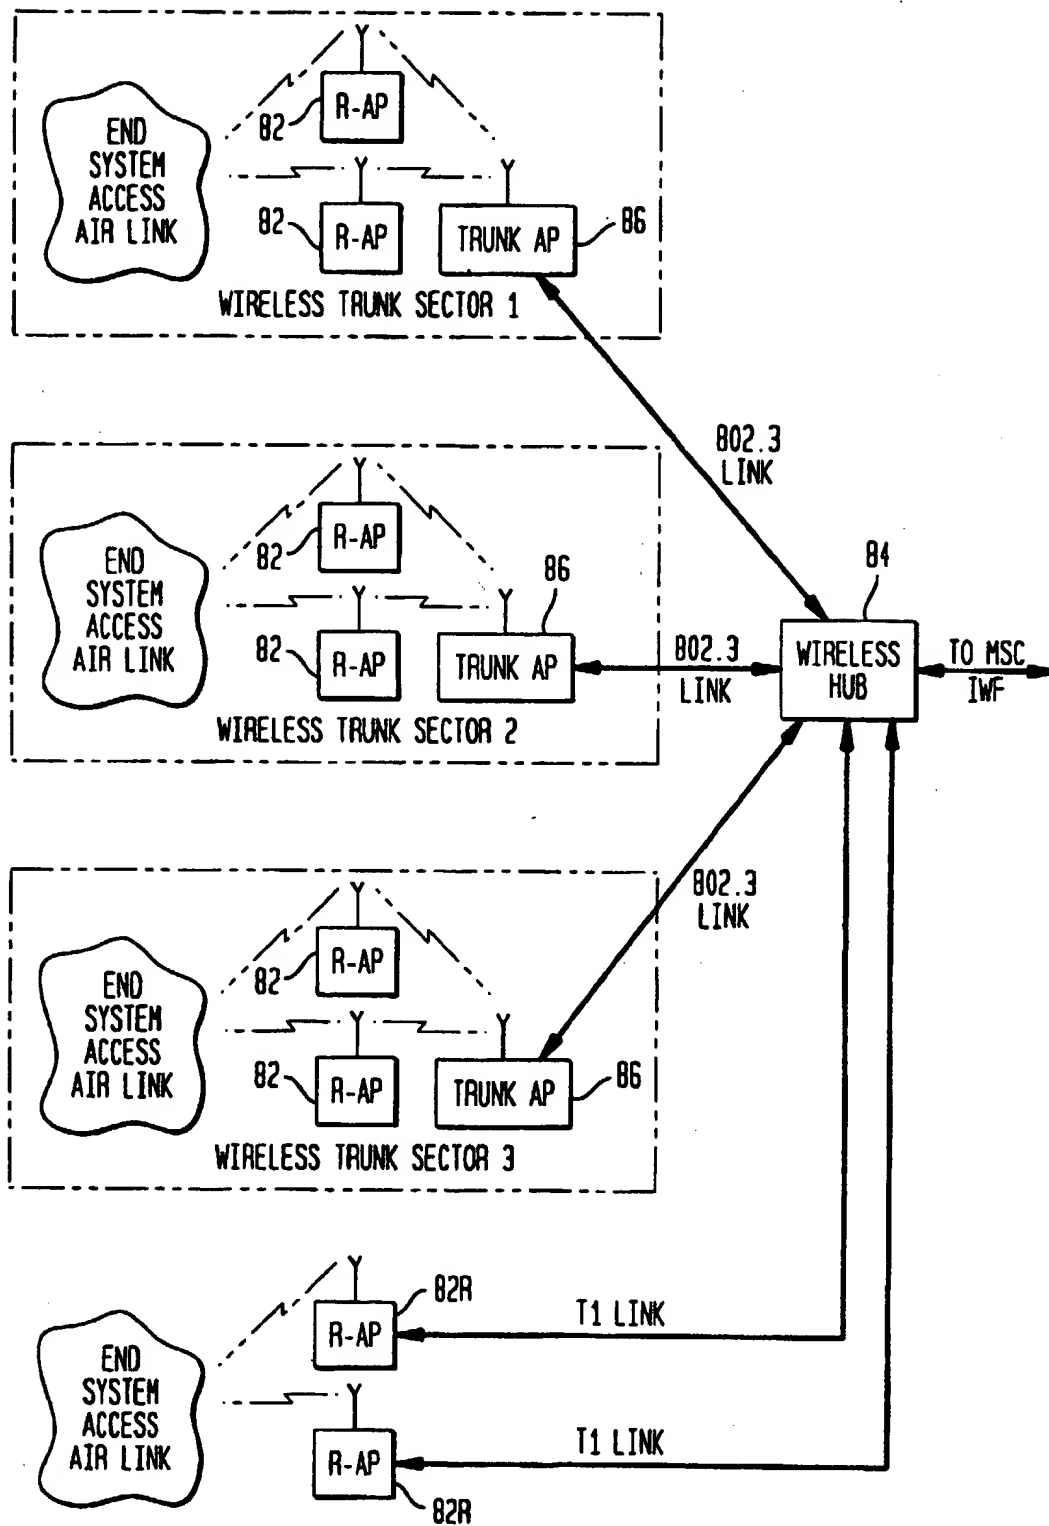 R-AP
82
END
SYSTEM
ACCESS
AIR LINK
82
R-AP
TRUNK AP
86
WIRELESS TRUNK SECTOR 1
802.3
LINK
R-AP
82
END
SYSTEM
ACCESS
AIR LINK
82
R-AP
86
TRUNK AP
WIRELESS TRUNK SECTOR 2
802.3
LINK
84
WIRELESS
HUB
TO MSC
IWF
802.3
LINK
R-AP
82
END
SYSTEM
ACCESS
AIR LINK
82
R-AP
TRUNK AP
86
WIRELESS TRUNK SECTOR 3
82R
R-AP
T1 LINK
END
SYSTEM
ACCESS
AIR LINK
R-AP
T1 LINK
82R